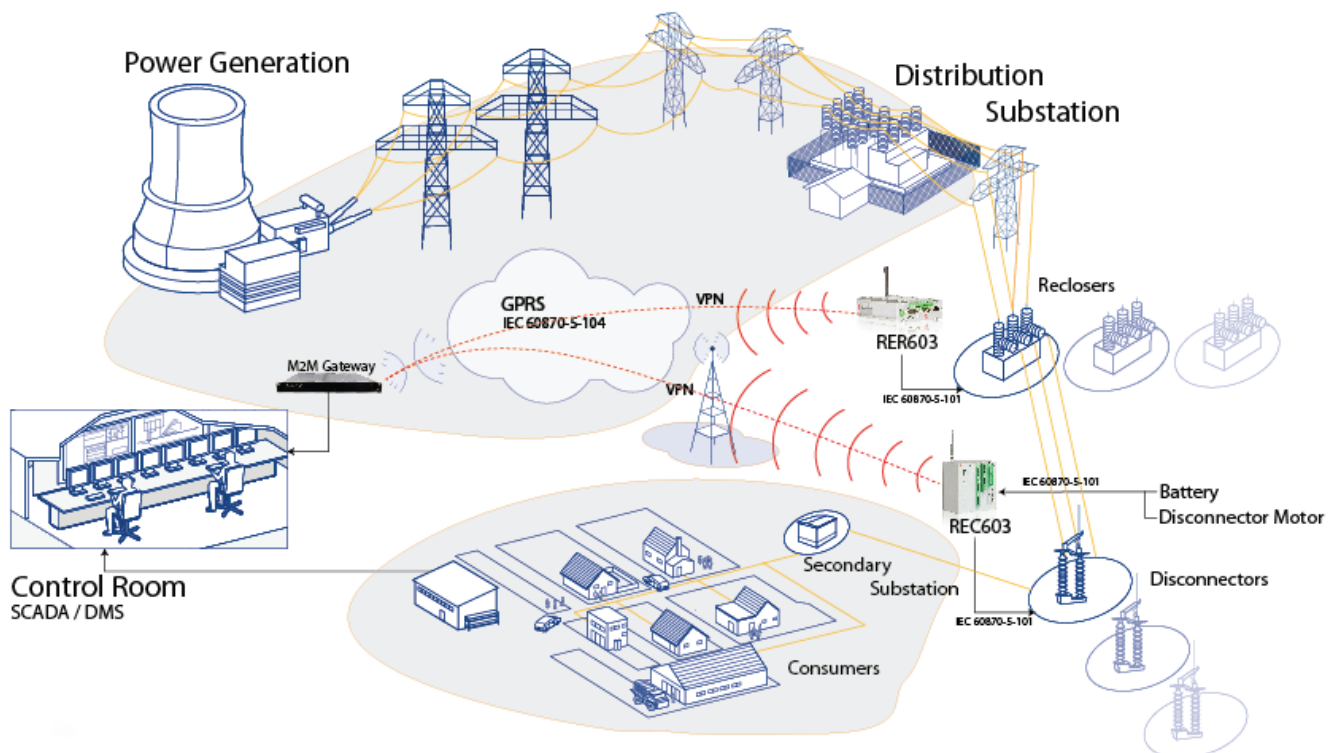 Power Generation
Distribution
Substation
Reclosers
GPRS
IEC 60870-5-104
VPN
RER603
IEC 60870-5-101
M2M Gateway
VPN
IEC 60870-5-101
REC603
Battery
Disconnector Motor
Control Room
SCADA / DMS
Secondary
Substation
Disconnectors
IEC 60870-5-101
Consumers